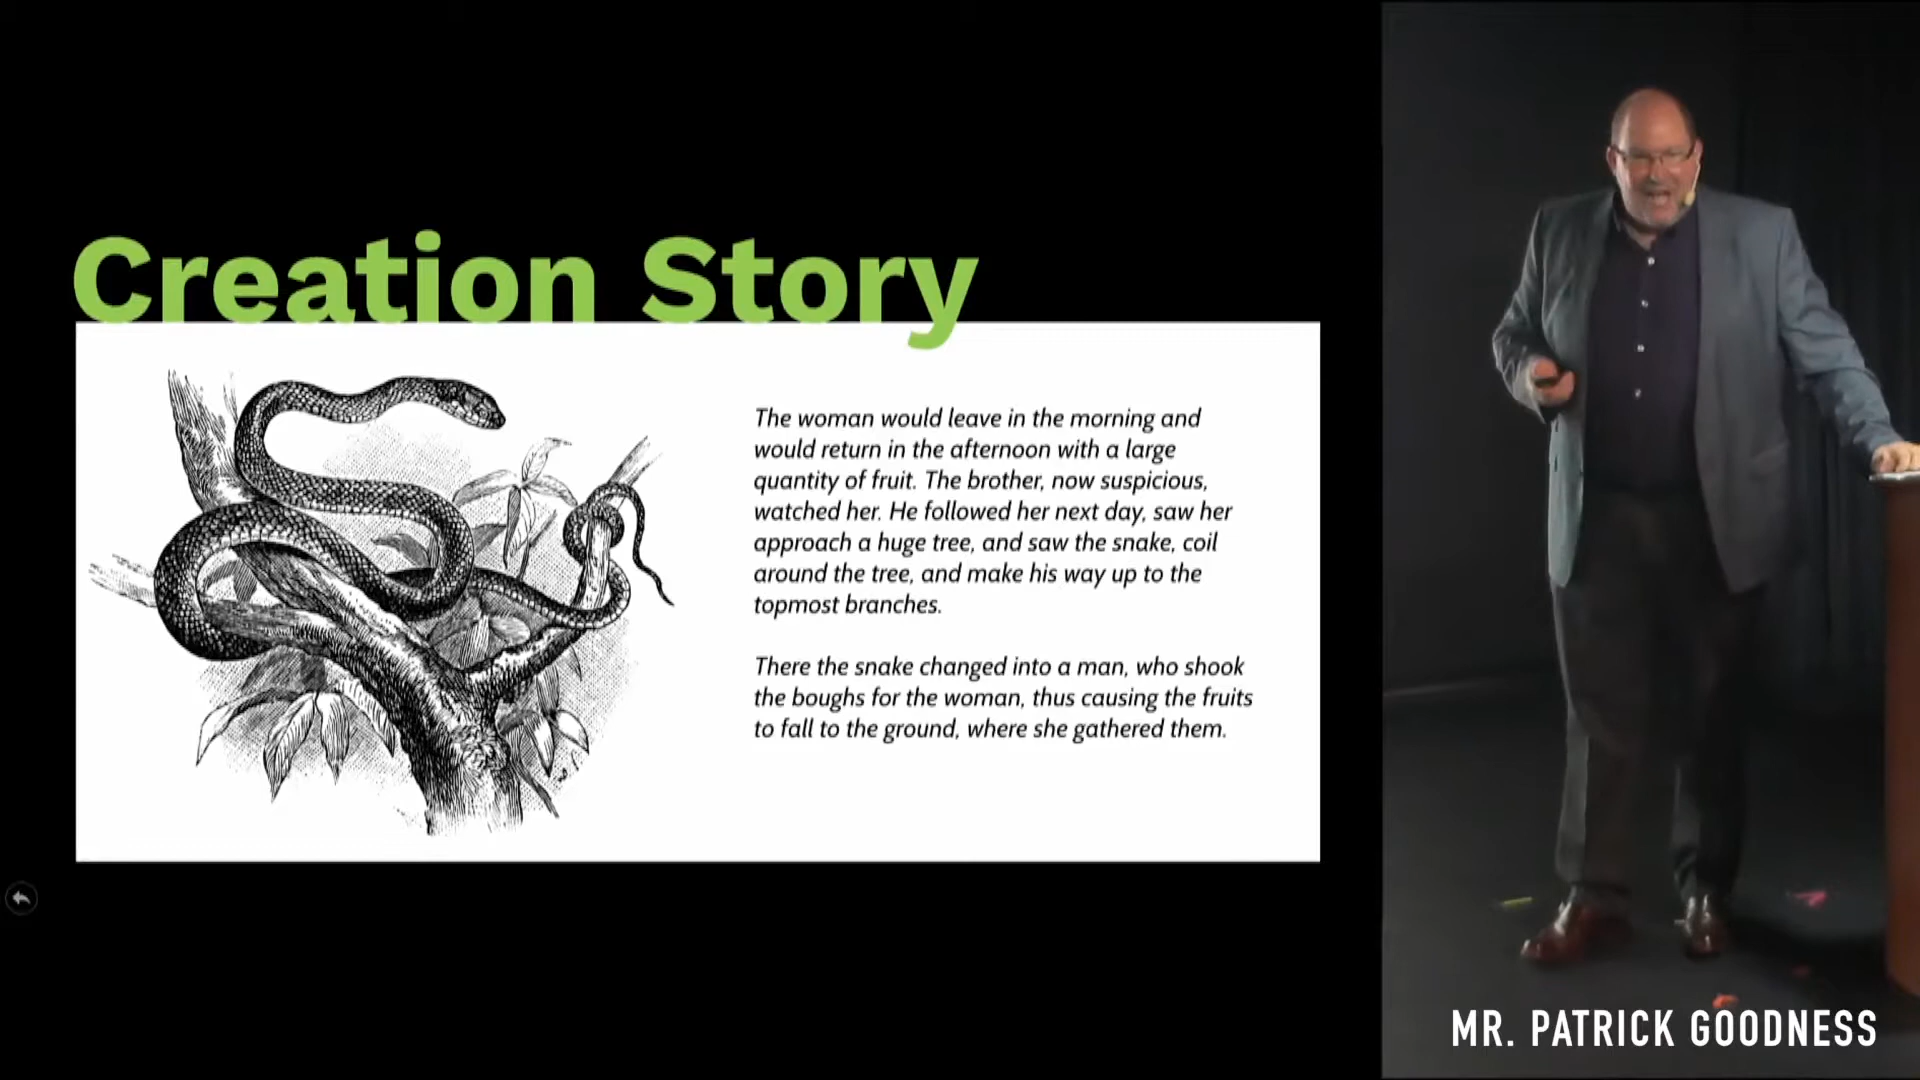 Creation Story
The woman would leave in the morning and
would return in the afternoon with a large
quantity of fruit. The brother, now suspicious,
watched her. He followed her next day, saw her
approach a huge tree, and saw the snake, coil
around the tree, and make his way up to the
topmost branches.
There the snake changed into a man, who shook
the boughs for the woman, thus causing the fruits
to fall to the ground, where she gathered them.
MR. PATRICK GOODNESS